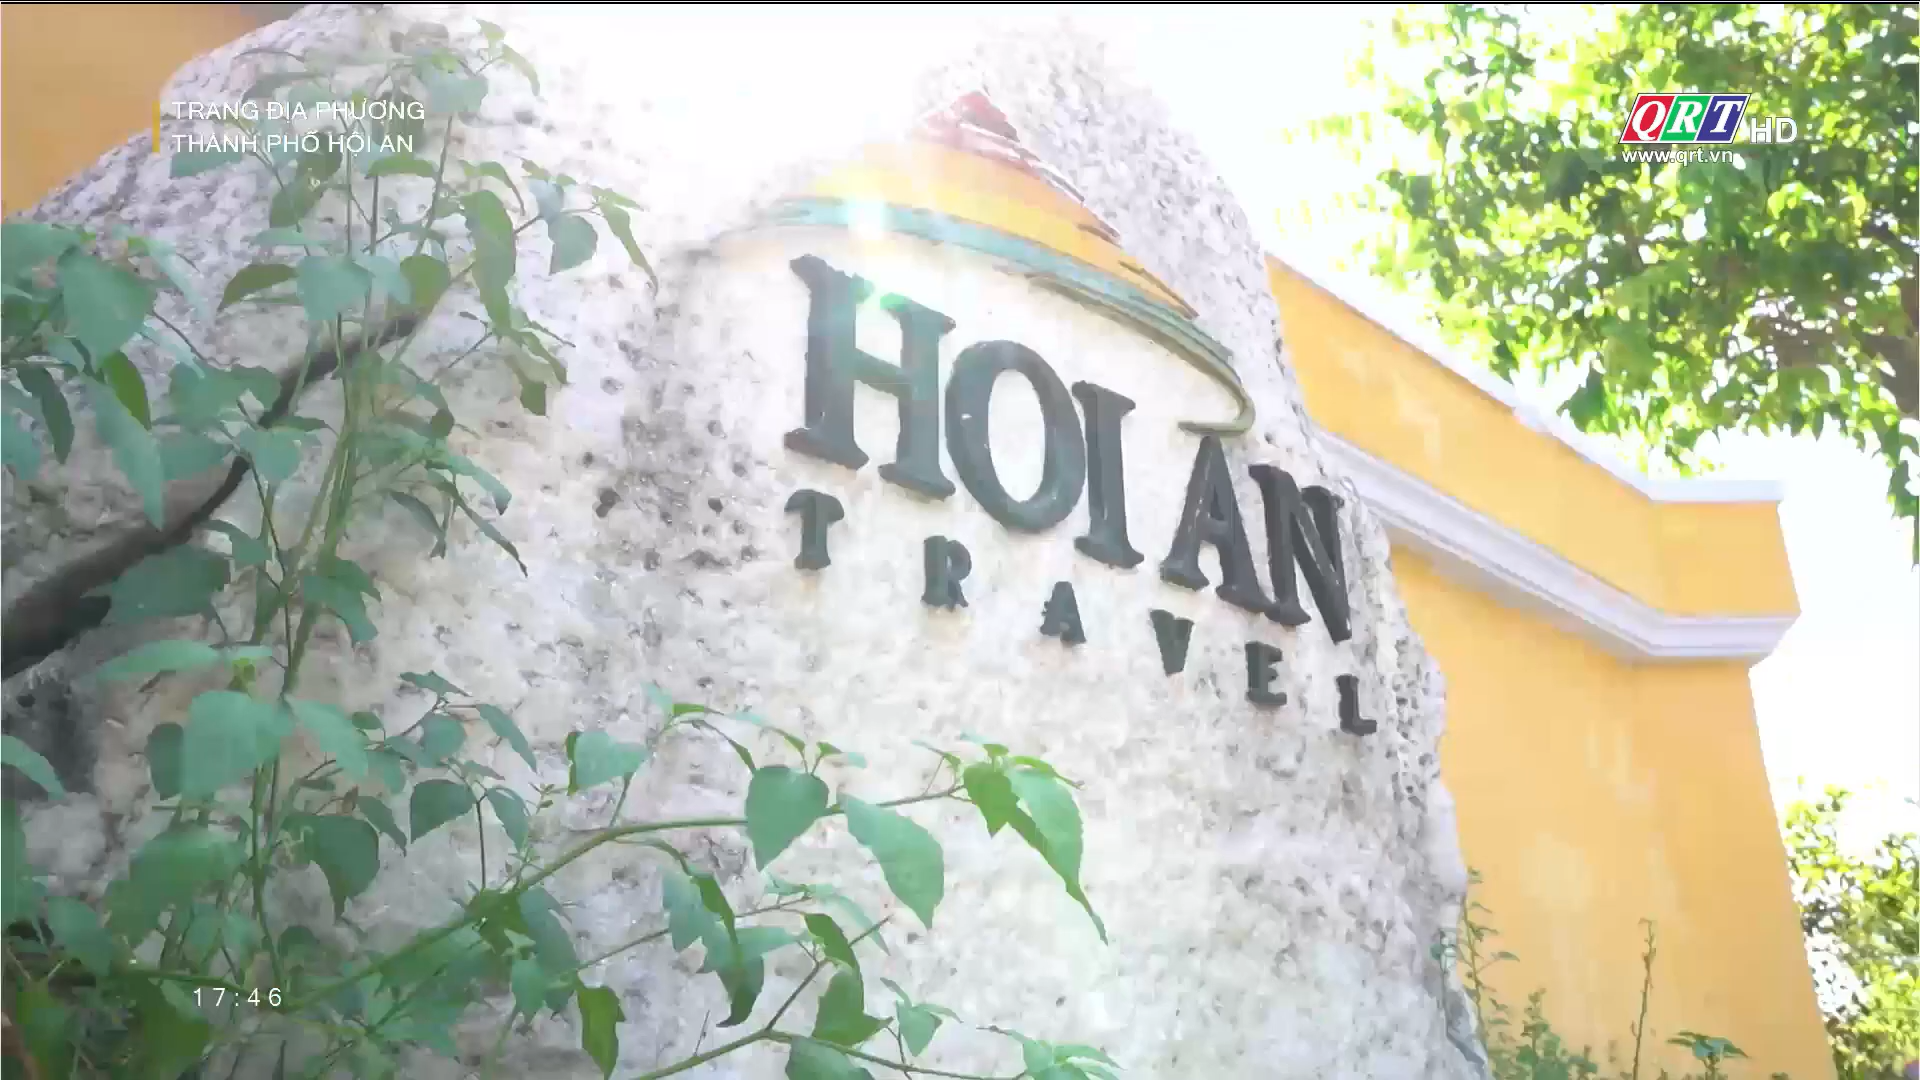 TRANG ĐỊA PHƯƠNG
THÀNH PHỐ HỘI AN
QRT HD
www.qrt.vn
HOI AN
TRAVEL
17:46